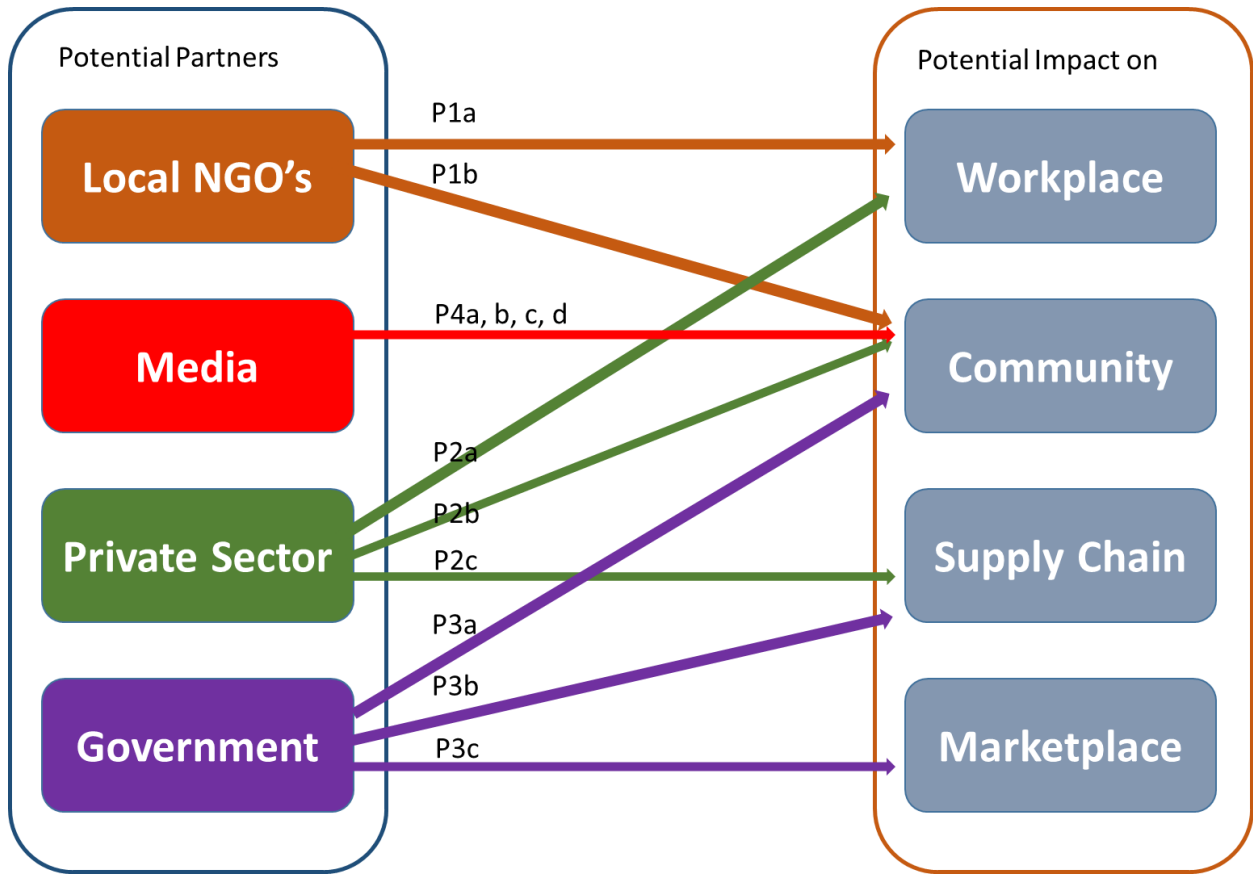 Potential Partners
Potential Impact on
Local NGO's
P1a
Workplace
P1b
Media
P4a, b, c, d
Community
P2a
Private Sector
P2b
P2c
Supply Chain
P3a
P3b
Government
P3c
Marketplace